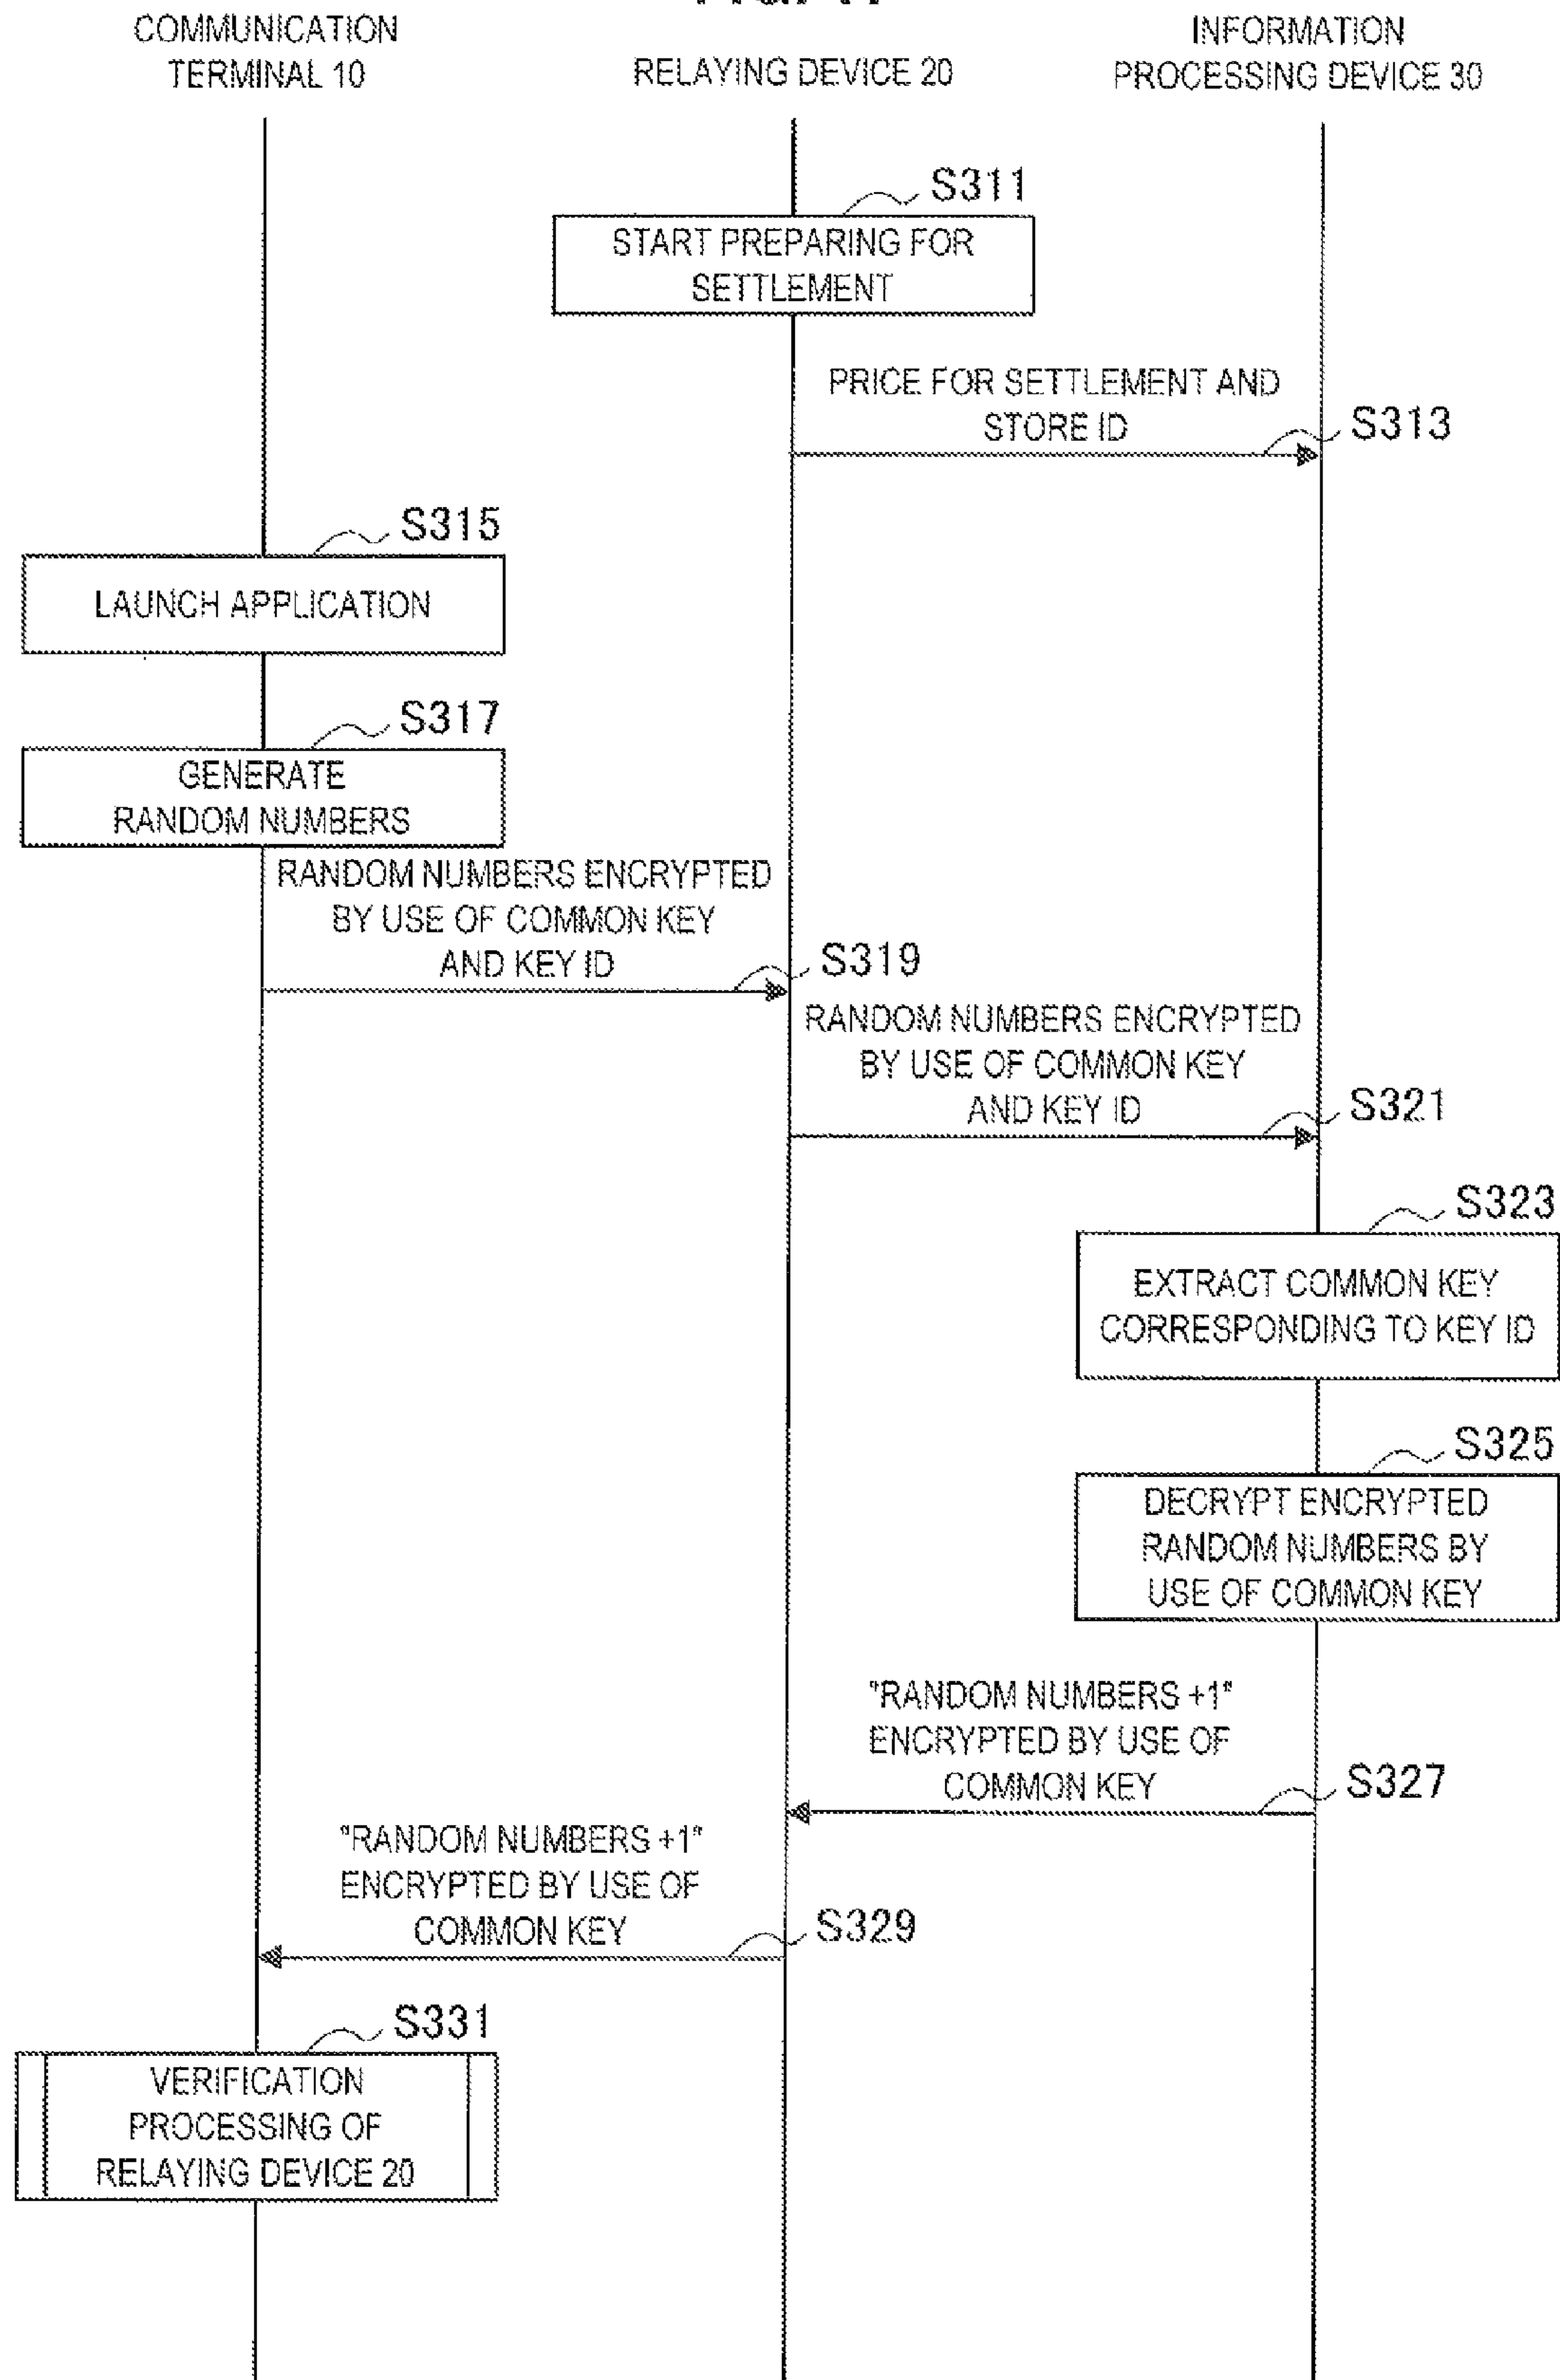 COMMUNICATION
TERMINAL 10
RELAYING DEVICE 20
INFORMATION
PROCESSING DEVICE 30
S311
START PREPARING FOR
SETTLEMENT
PRICE FOR SETTLEMENT AND
STORE ID
S313
S315
LAUNCH APPLICATION
S317
GENERATE
RANDOM NUMBERS
RANDOM NUMBERS ENCRYPTED
BY USE OF COMMON KEY
AND KEY ID
S319
RANDOM NUMBERS ENCRYPTED
BY USE OF COMMON KEY
AND KEY ID
S321
S323
EXTRACT COMMON KEY
CORRESPONDING TO KEY ID
S325
DECRYPT ENCRYPTED
RANDOM NUMBERS BY
USE OF COMMON KEY
"RANDOM NUMBERS +1"
ENCRYPTED BY USE OF
COMMON KEY
S327
"RANDOM NUMBERS +1"
ENCRYPTED BY USE OF
COMMON KEY
S329
S331
VERIFICATION
PROCESSING OF
RELAYING DEVICE 20